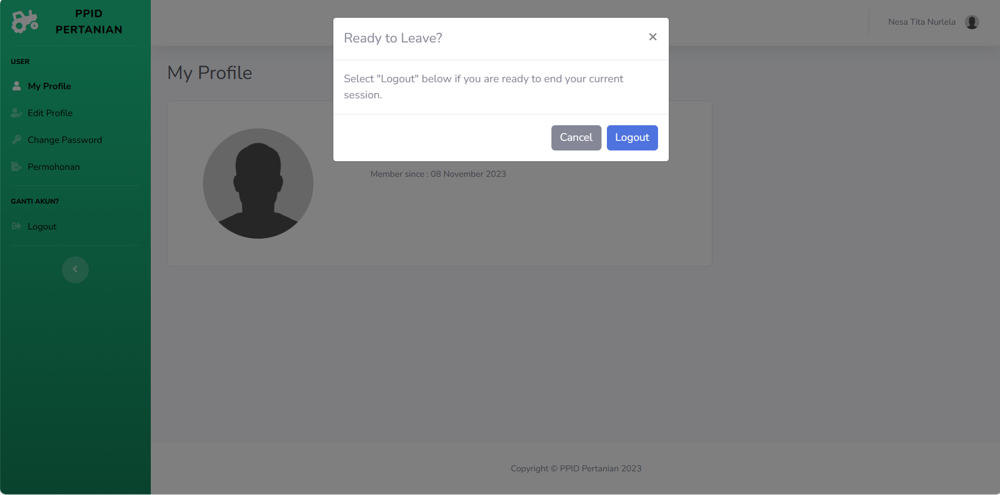 PPID
PERTANIAN
USER
My Profile
Edit Profile
Change Password
Permohonan
GANTI AKUN?
Logout
Nesa Tita Nurlela
My Profile
Ready to Leave?
×
Select "Logout" below if you are ready to end your current
session.
Cancel
Logout
Member since : 08 November 2023
Copyright © PPID Pertanian 2023